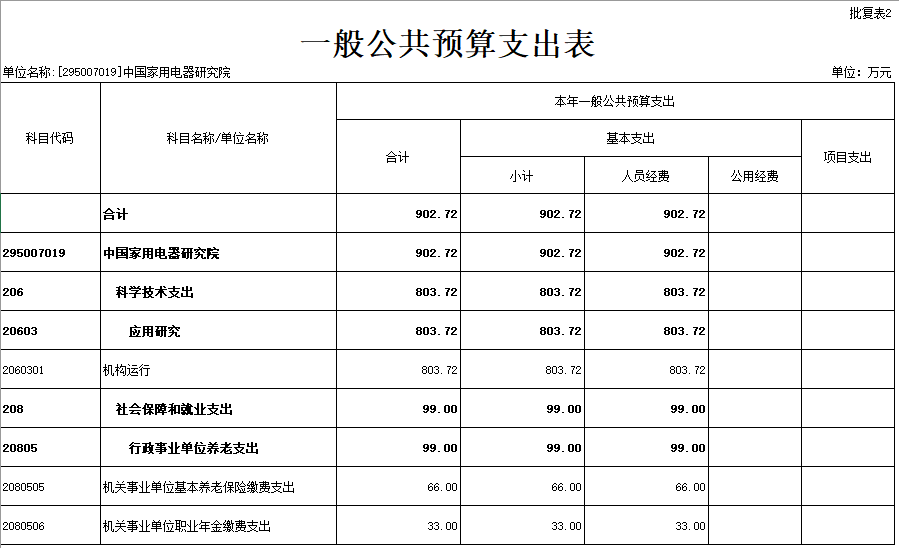 批复表2
一般公共预算支出表
单位名称:[295007019]中国家用电器研究院 单位：万元
本年一般公共预算支出
科目代码 科目名称/单位名称 合计 基本支出 项目支出
小计 人员经费 公用经费
合计 902.72 902.72 902.72
295007019 中国家用电器研究院 902.72 902.72 902.72
206 科学技术支出 803.72 803.72 803.72
20603 应用研究 803.72 803.72 803.72
2060301 机构运行 803.72 803.72 803.72
208 社会保障和就业支出 99.00 99.00 99.00
20805 行政事业单位养老支出 99.00 99.00 99.00
2080505 机关事业单位基本养老保险缴费支出 66.00 66.00 66.00
2080506 机关事业单位职业年金缴费支出 33.00 33.00 33.00